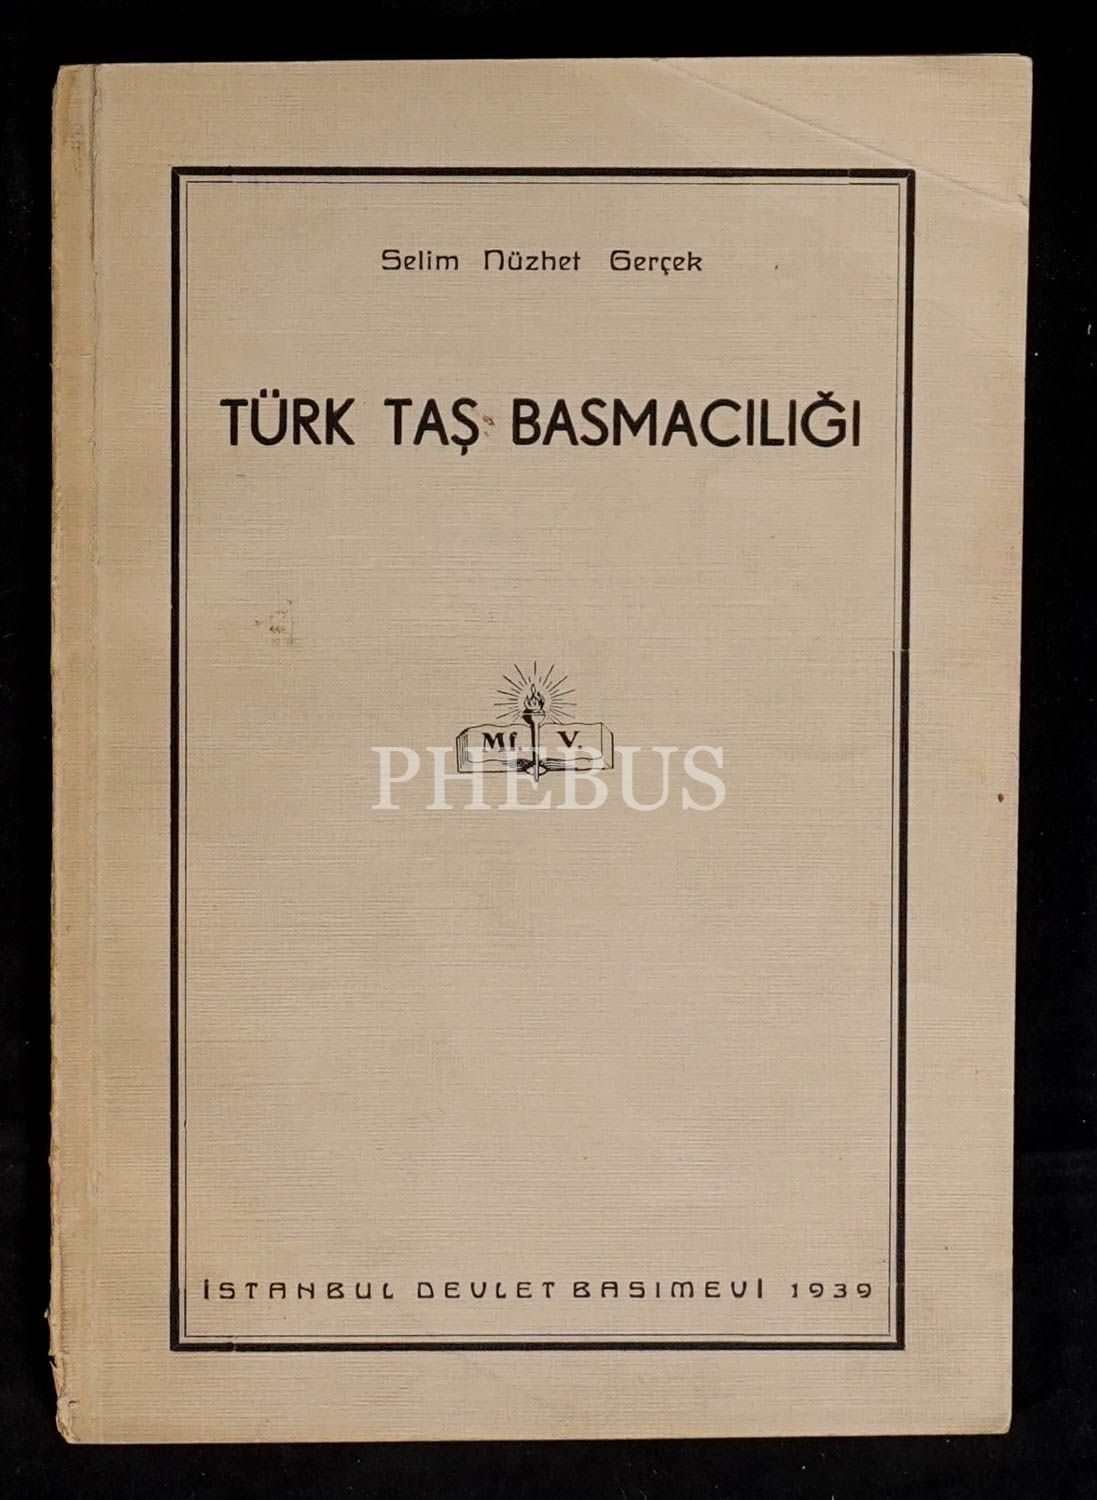 Selim Nüzhet Gerçek
TÜRK TAŞ BASMACILIĞI
Mf. V.
PHEBUS
İSTANBUL DEVLET BASIMEVİ 1939